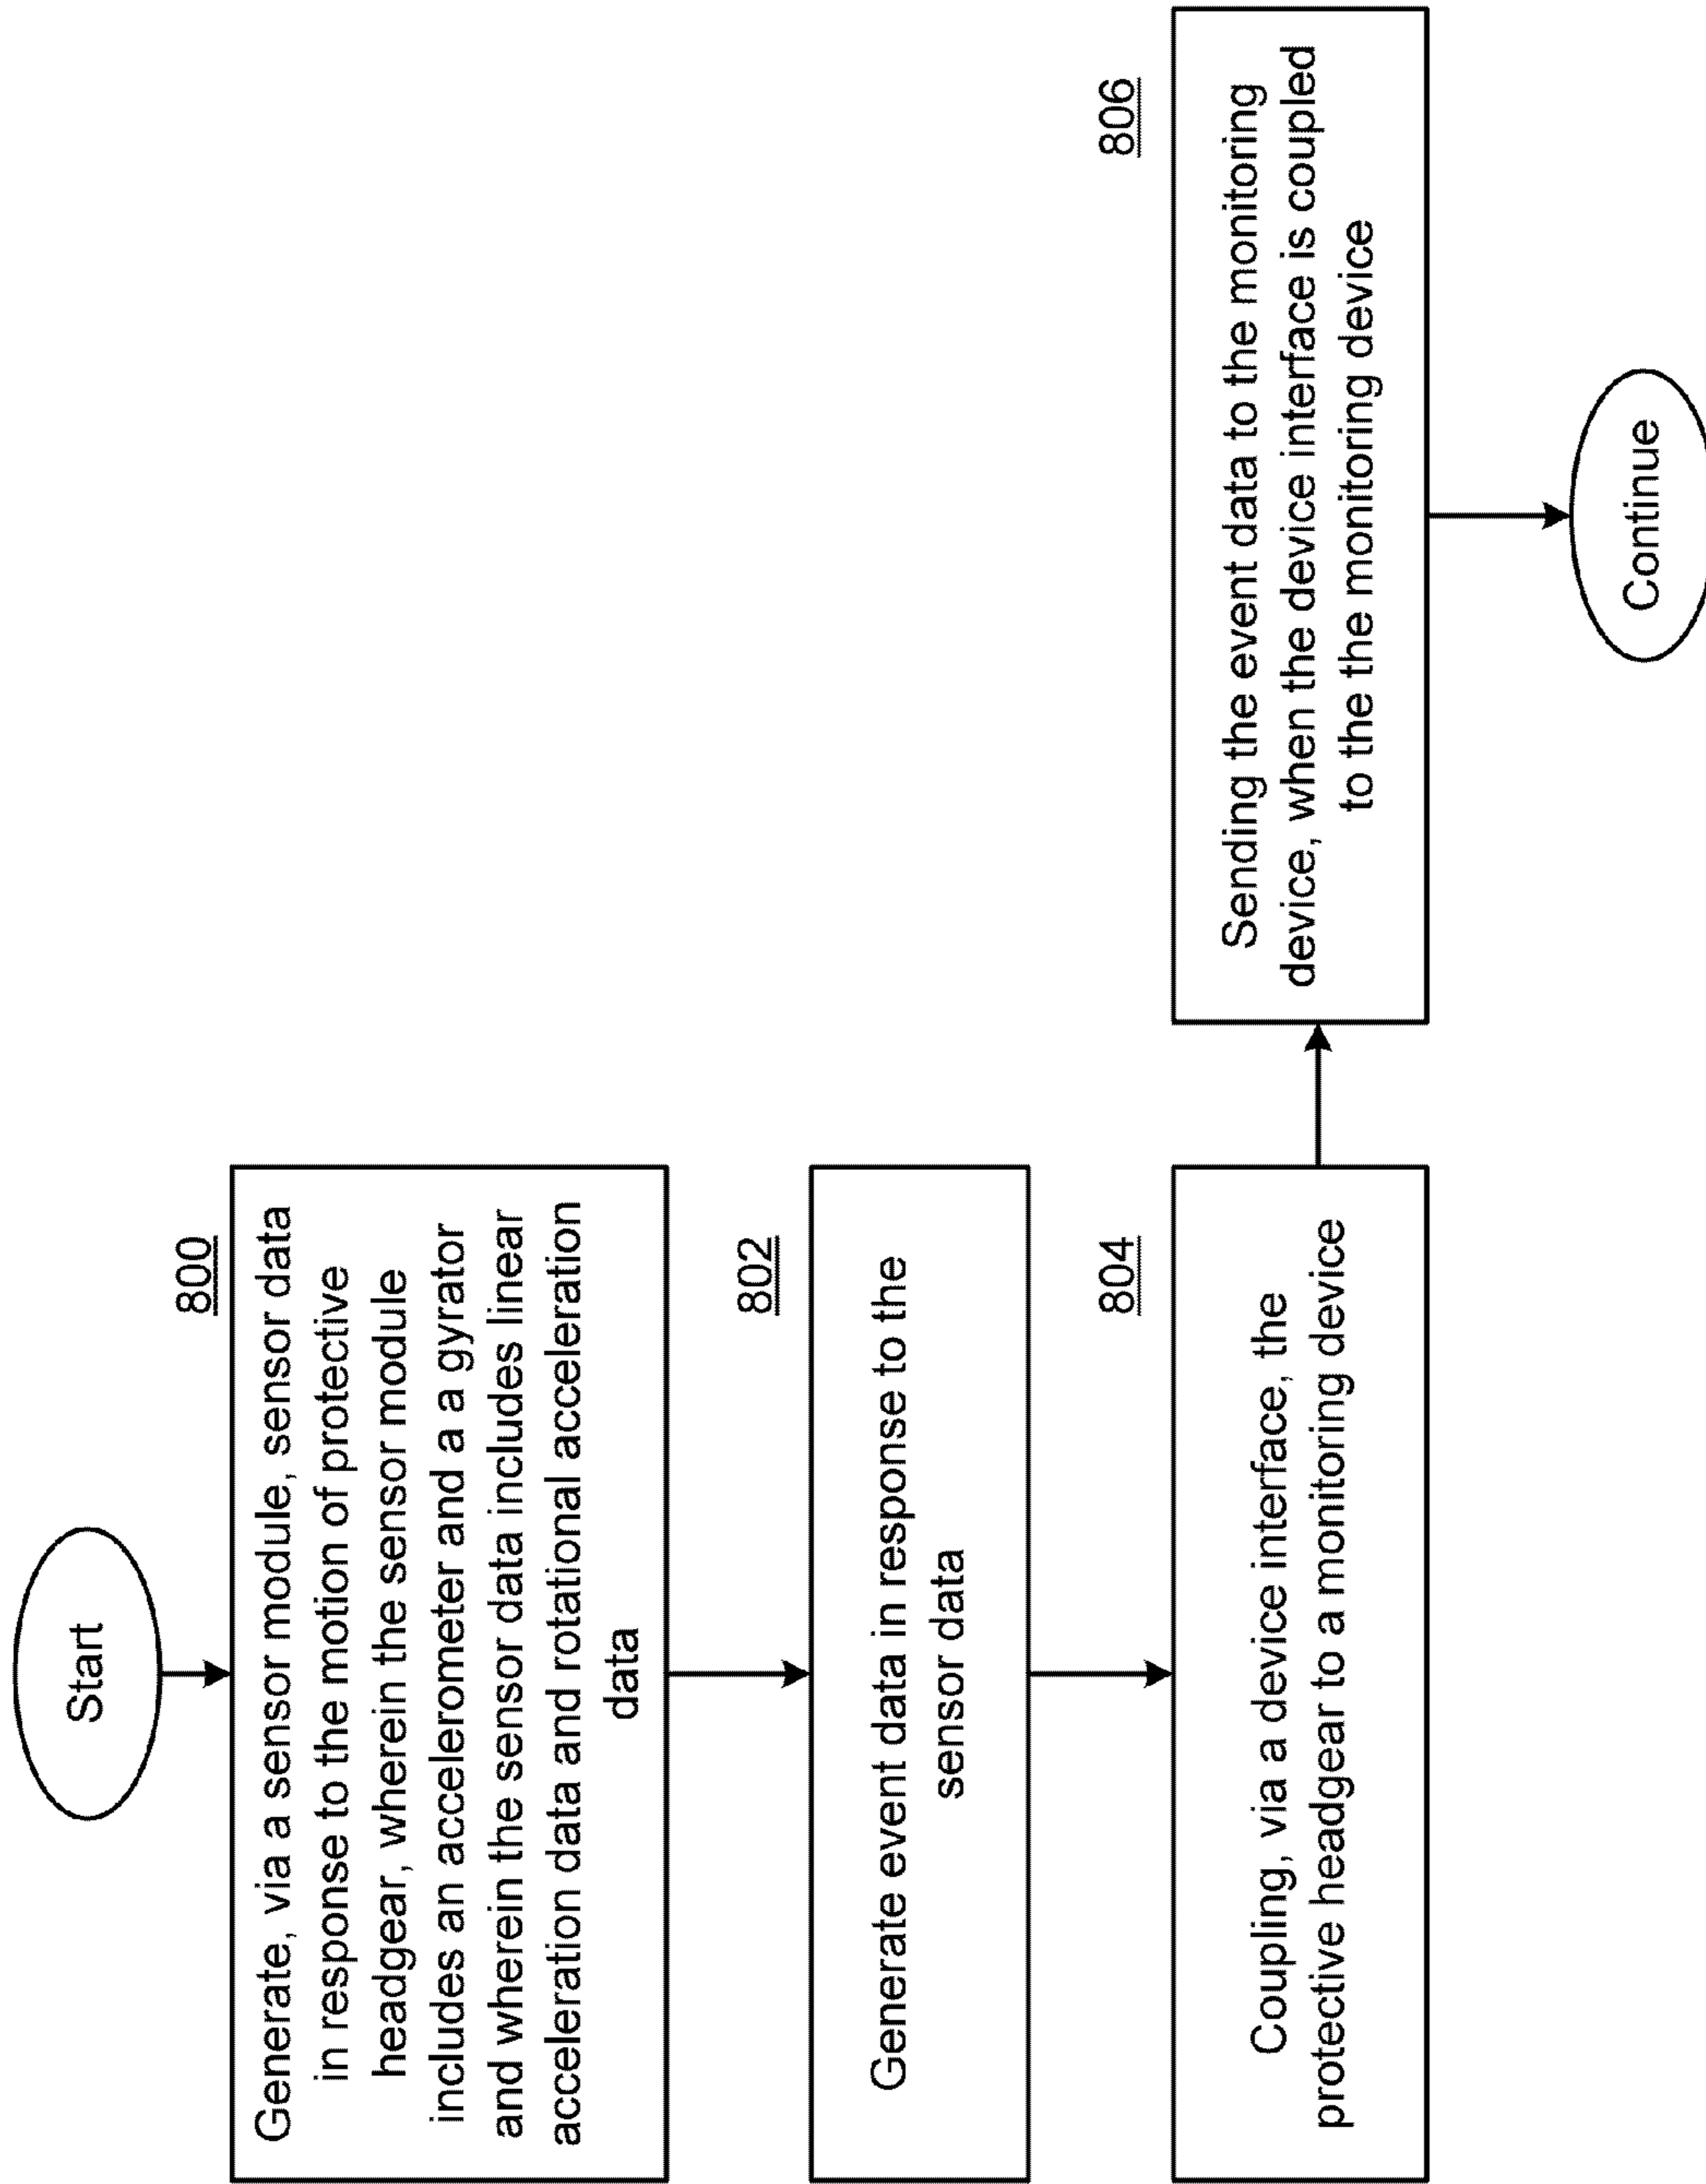 Start
800
Generate, via a sensor module, sensor data
in response to the motion of protective
headgear, wherein the sensor module
includes an accelerometer and a a gyrator
and wherein the sensor data includes linear
acceleration data and rotational acceleration
data
802
Generate event data in response to the
sensor data
804
Coupling, via a device interface, the
protective headgear to a monitoring device
806
Sending the event data to the monitoring
device, when the device interface is coupled
to the the monitoring device
Continue